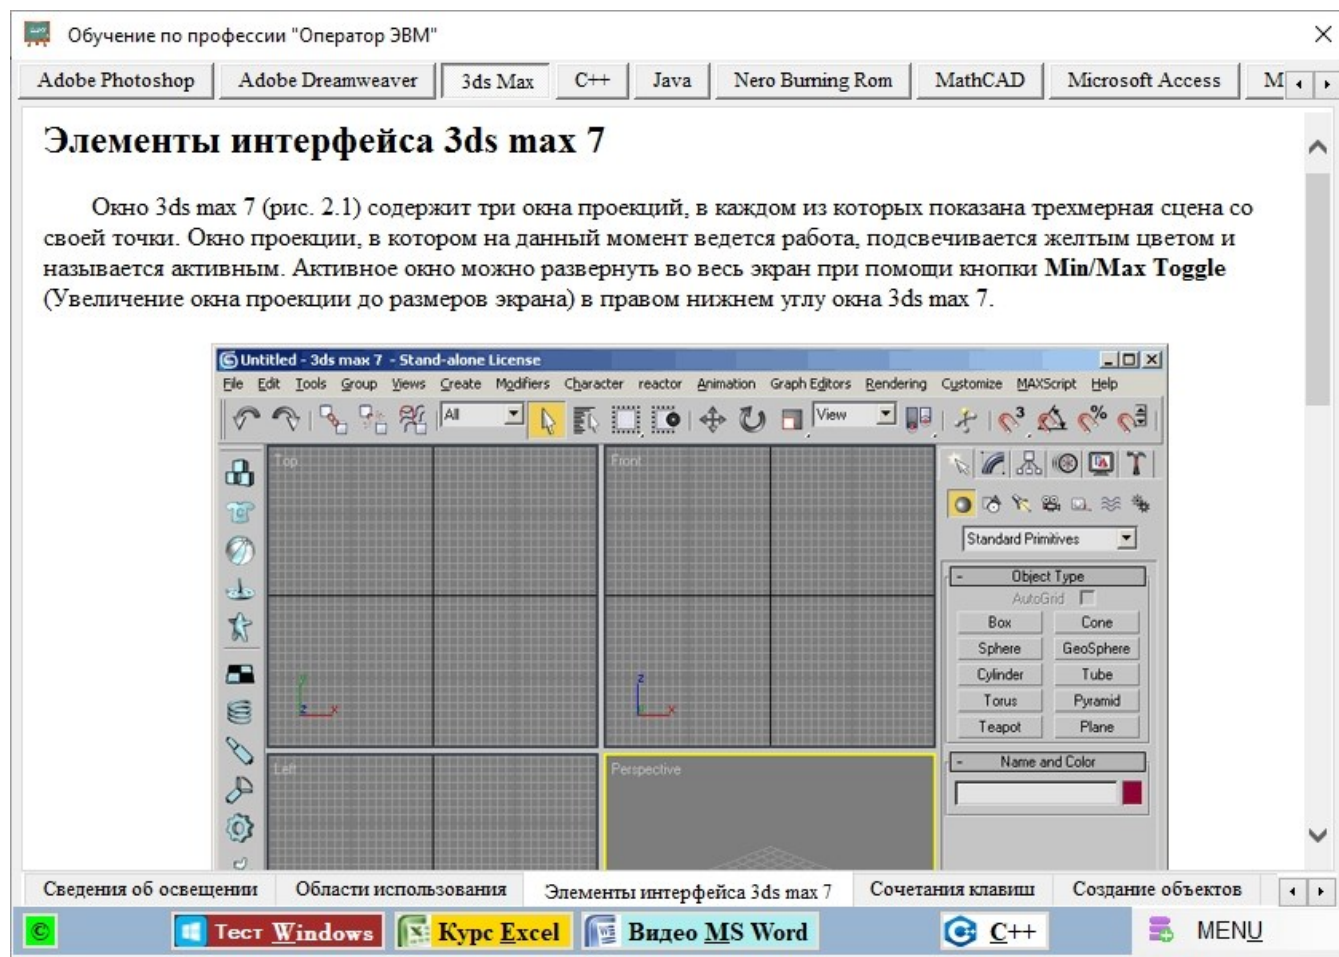 Обучение по профессии "Оператор ЭВМ"
Adobe Photoshop Adobe Dreamweaver 3ds Max C++ Java Nero Burning Rom MathCAD Microsoft Access M
Элементы интерфейса 3ds max 7
Окно 3ds max 7 (рис. 2.1) содержит три окна проекций, в каждом из которых показана трехмерная сцена со
своей точки. Окно проекции, в котором на данный момент ведется работа, подсвечивается желтым цветом и
называется активным. Активное окно можно развернуть во весь экран при помощи кнопки Min/Max Toggle
(Увеличение окна проекции до размеров экрана) в правом нижнем углу окна 3ds max 7.
Untitled - 3ds max 7 - Stand-alone License
File Edit Tools Group Views Create Modifiers Character reactor Animation Graph Editors Rendering Customize MAXScript Help
All View 3 %
Top Front
Standard Primitives
- Object Type
AutoGrid
Box Cone
Sphere GeoSphere
Cylinder Tube
Torus Pyramid
Teapot Plane
y z
z x x
- Name and Color
Left Perspective
Сведения об освещении Области использования Элементы интерфейса 3ds max 7 Сочетания клавиш Создание объектов
© Тест Windows Курс Excel Видео MS Word C++ MENU